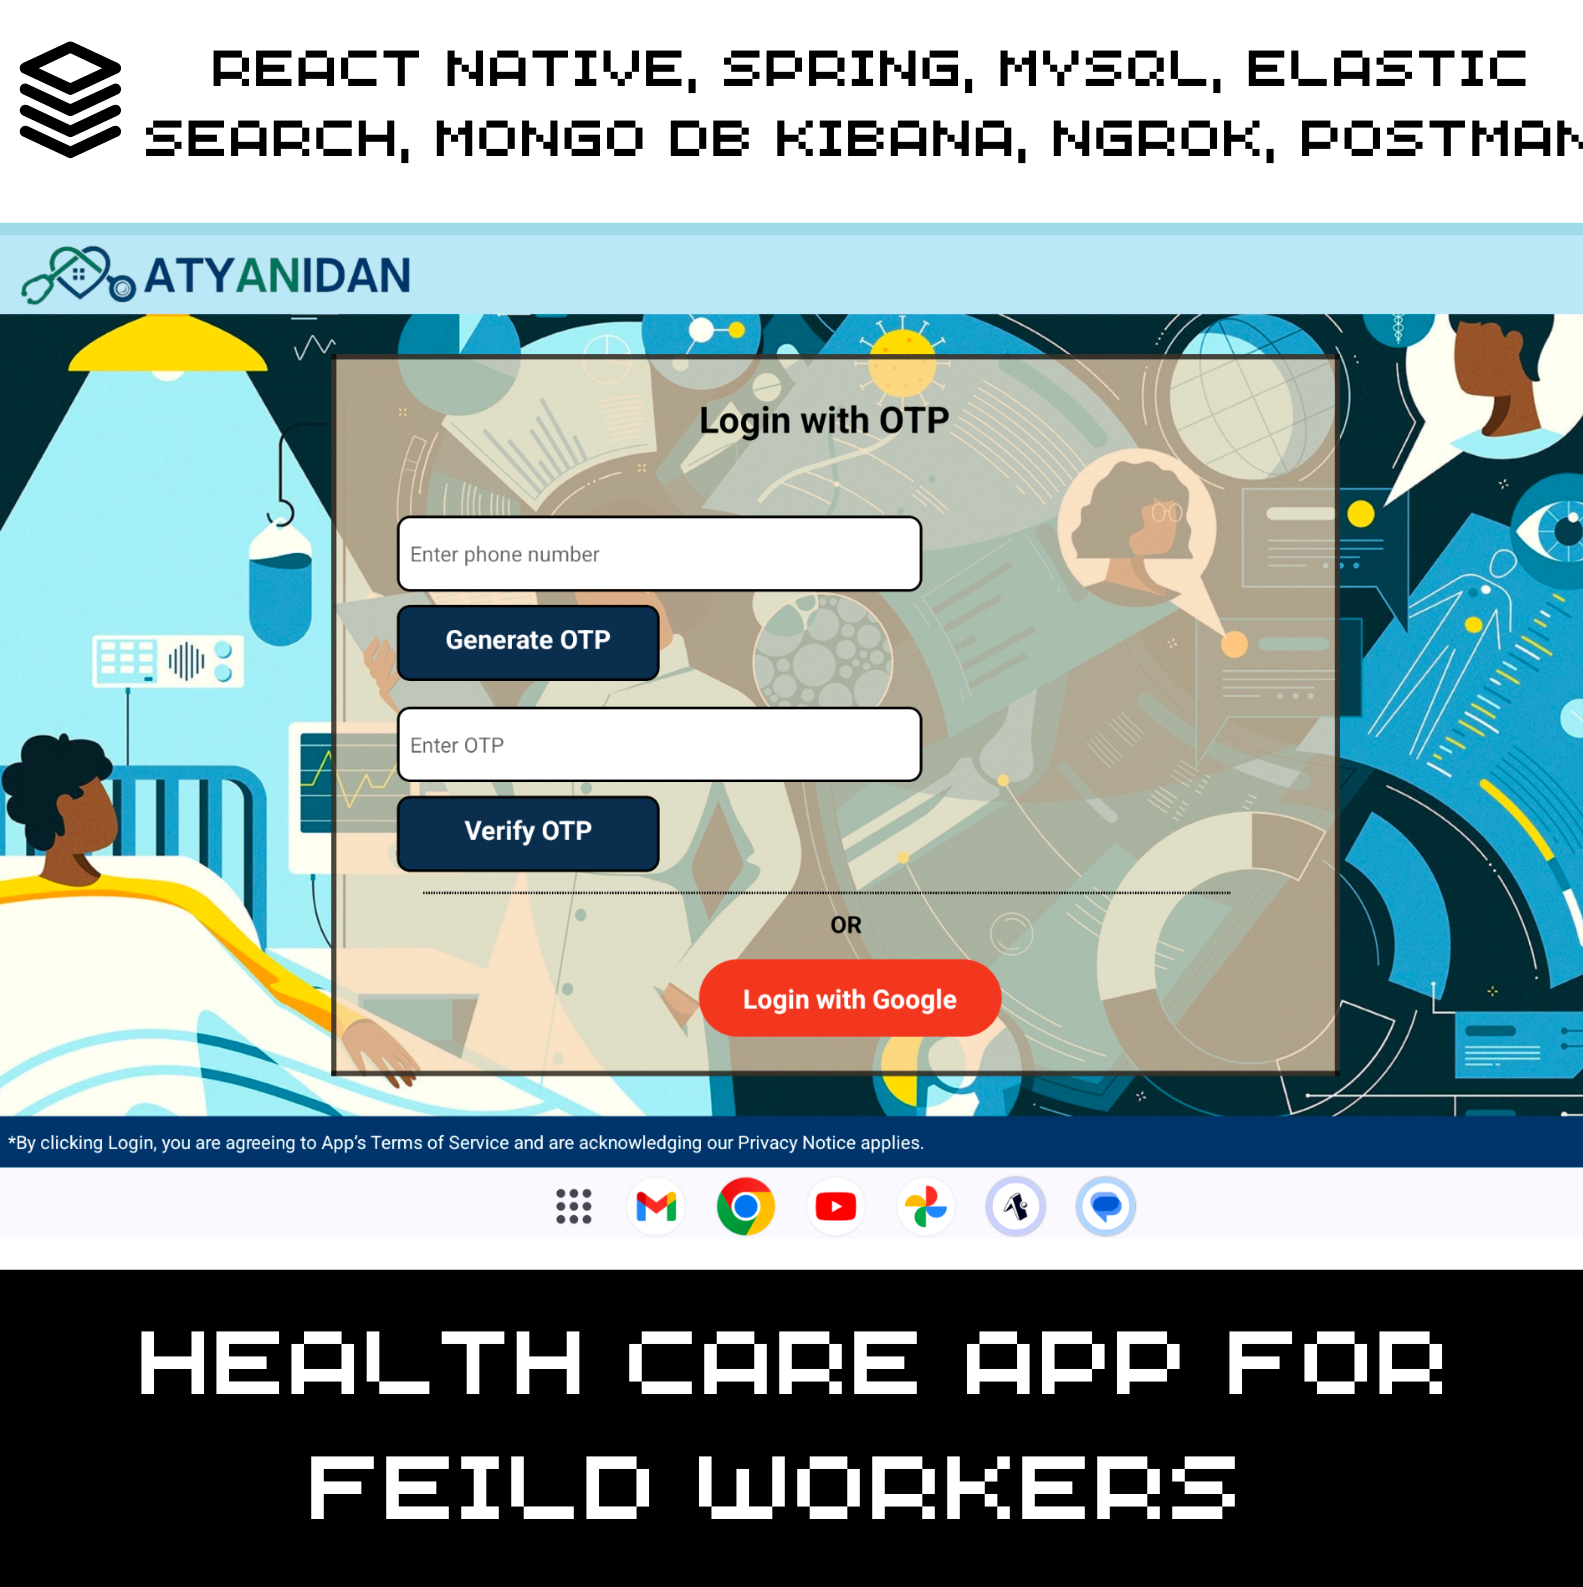 REACT NATIVE, SPRING, MYSQL, ELASTIC
SEARCH, MONGO DB KIBANA, NGROK, POSTMAN
ATYANIDAN
Login with OTP
Enter phone number
Generate OTP
Enter OTP
Verify OTP
OR
Login with Google
*By clicking Login, you are agreeing to App's Terms of Service and are acknowledging our Privacy Notice applies.
HEALTH CARE APP FOR
FEILD WORKERS